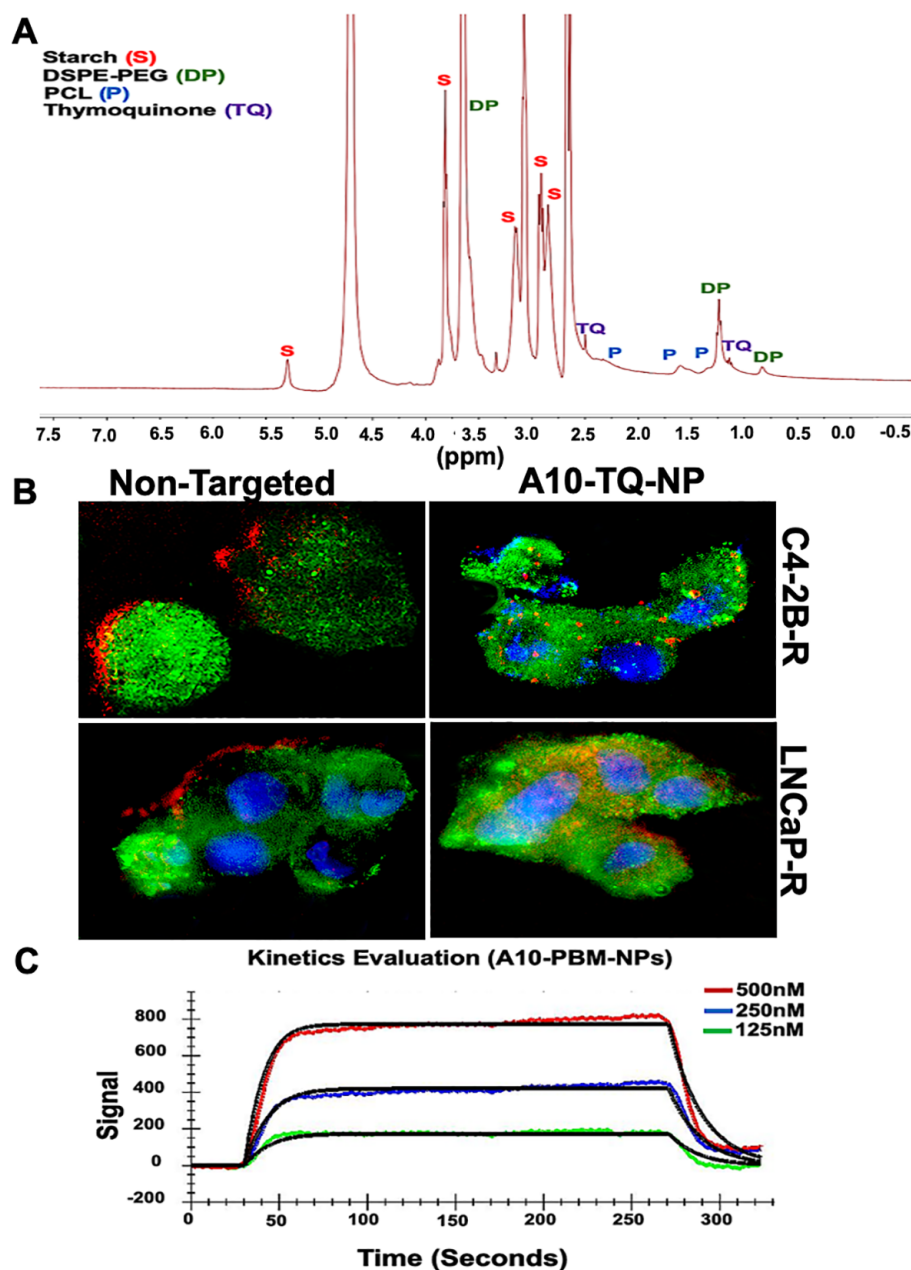 A
Starch (S)
DSPE-PEG (DP)
PCL (P)
Thymoquinone (TQ)
S
DP
S
S
S
S
TQ
P
P
P
DP
TQ
DP
7.5 7.0 6.5 6.0 5.5 5.0 4.5 4.0 3.5 3.0 2.5 2.0 1.5 1.0 0.5 0.0 -0.5
(ppm)
B
Non-Targeted
A10-TQ-NP
C4-2B-R
LNCaP-R
C
Kinetics Evaluation (A10-PBM-NPs)
500nM
250nM
125nM
Signal
800
600
400
200
0
-200
0 50 100 150 200 250 300
Time (Seconds)